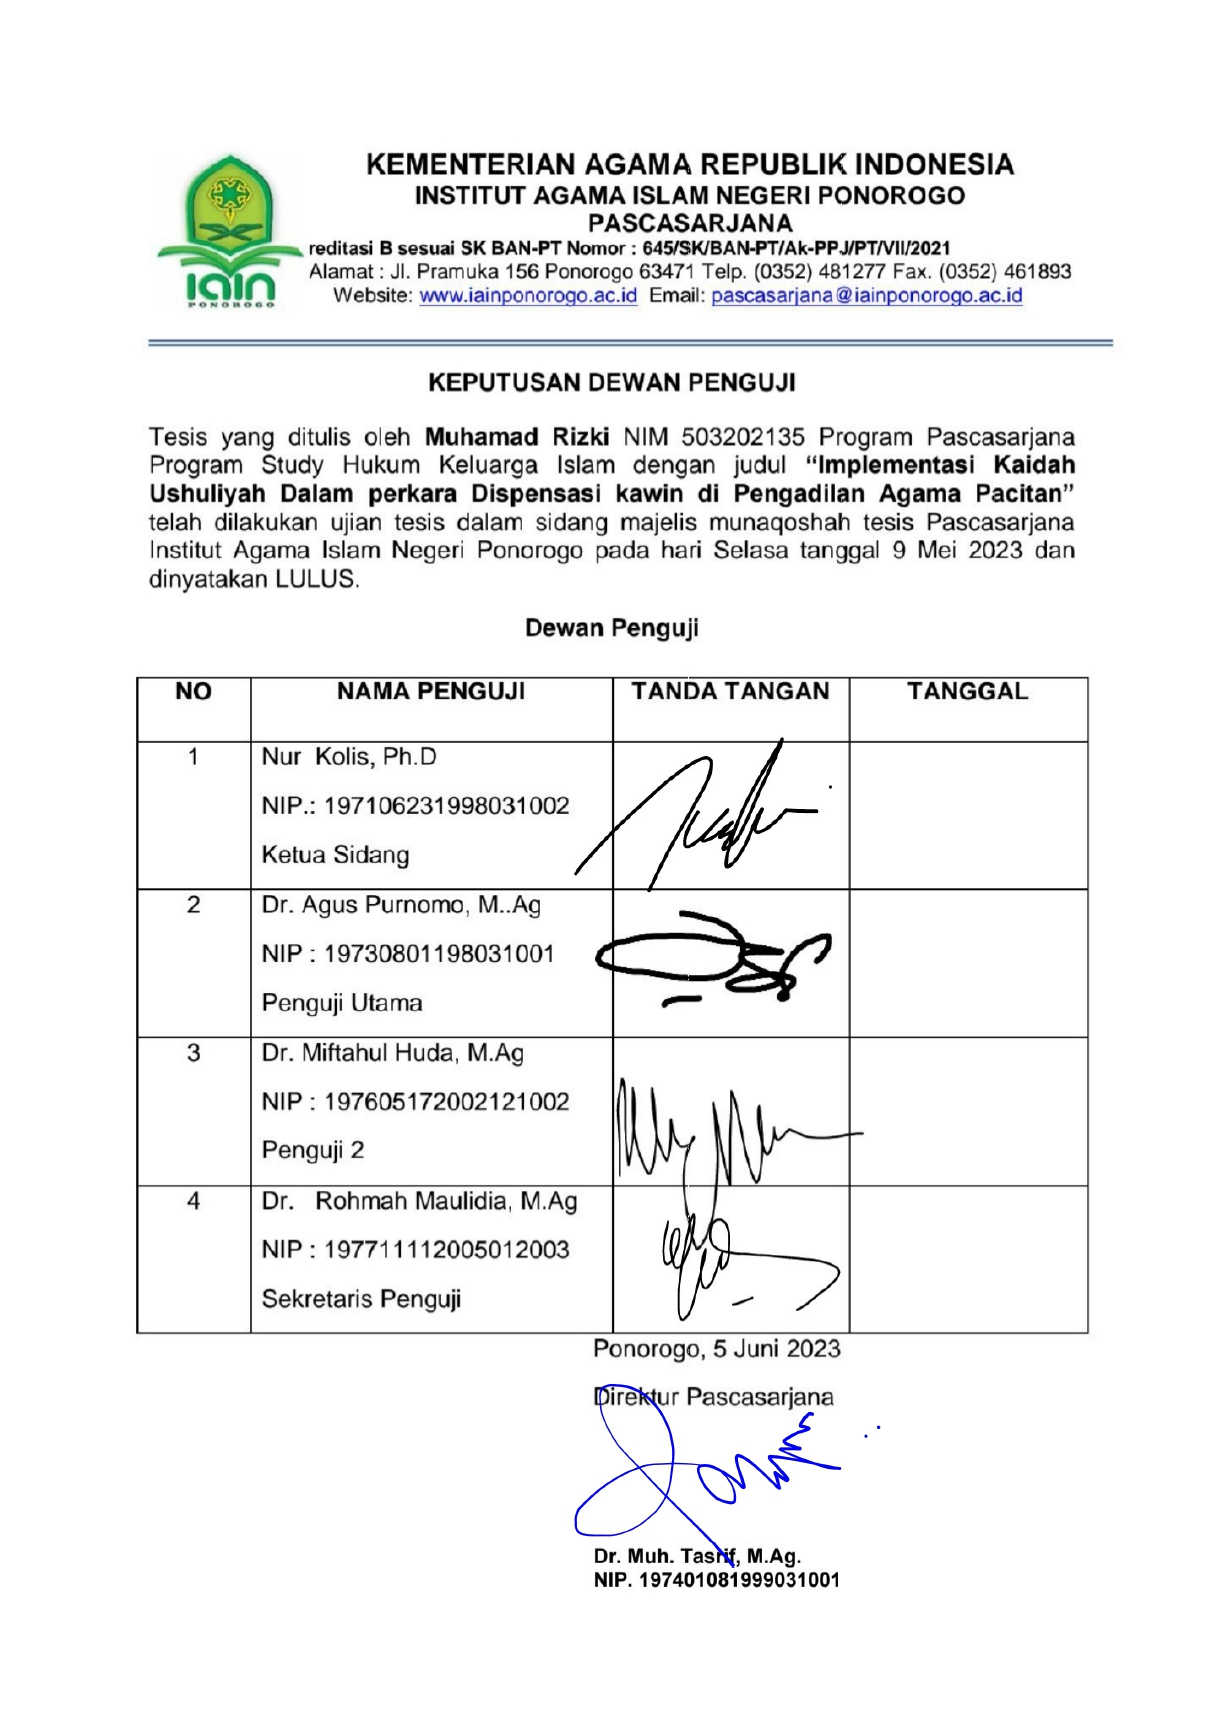 KEMENTERIAN AGAMA REPUBLIK INDONESIA
INSTITUT AGAMA ISLAM NEGERI PONOROGO
PASCASARJANA
reditasi B sesuai SK BAN-PT Nomor : 645/SK/BAN-PT/Ak-PPJ/PT/VII/2021
Alamat : Jl. Pramuka 156 Ponorogo 63471 Telp. (0352) 481277 Fax. (0352) 461893
Website: www.iainponorogo.ac.id Email: pascasarjana@iainponorogo.ac.id
iain
PONOROGO
KEPUTUSAN DEWAN PENGUJI
Tesis yang ditulis oleh Muhamad Rizki NIM 503202135 Program Pascasarjana
Program Study Hukum Keluarga Islam dengan judul “Implementasi Kaidah
Ushuliyah Dalam perkara Dispensasi kawin di Pengadilan Agama Pacitan”
telah dilakukan ujian tesis dalam sidang majelis munaqoshah tesis Pascasarjana
Institut Agama Islam Negeri Ponorogo pada hari Selasa tanggal 9 Mei 2023 dan
dinyatakan LULUS.
Dewan Penguji
NO NAMA PENGUJI TANDA TANGAN TANGGAL
1 Nur Kolis, Ph.D
NIP.: 197106231998031002
Ketua Sidang
2 Dr. Agus Purnomo, M..Ag
NIP : 19730801198031001
Penguji Utama
3 Dr. Miftahul Huda, M.Ag
NIP : 197605172002121002
Penguji 2
4 Dr. Rohmah Maulidia, M.Ag
NIP : 197711112005012003
Sekretaris Penguji
Ponorogo, 5 Juni 2023
Direktur Pascasarjana
Dr. Muh. Tasrif, M.Ag.
NIP. 197401081999031001